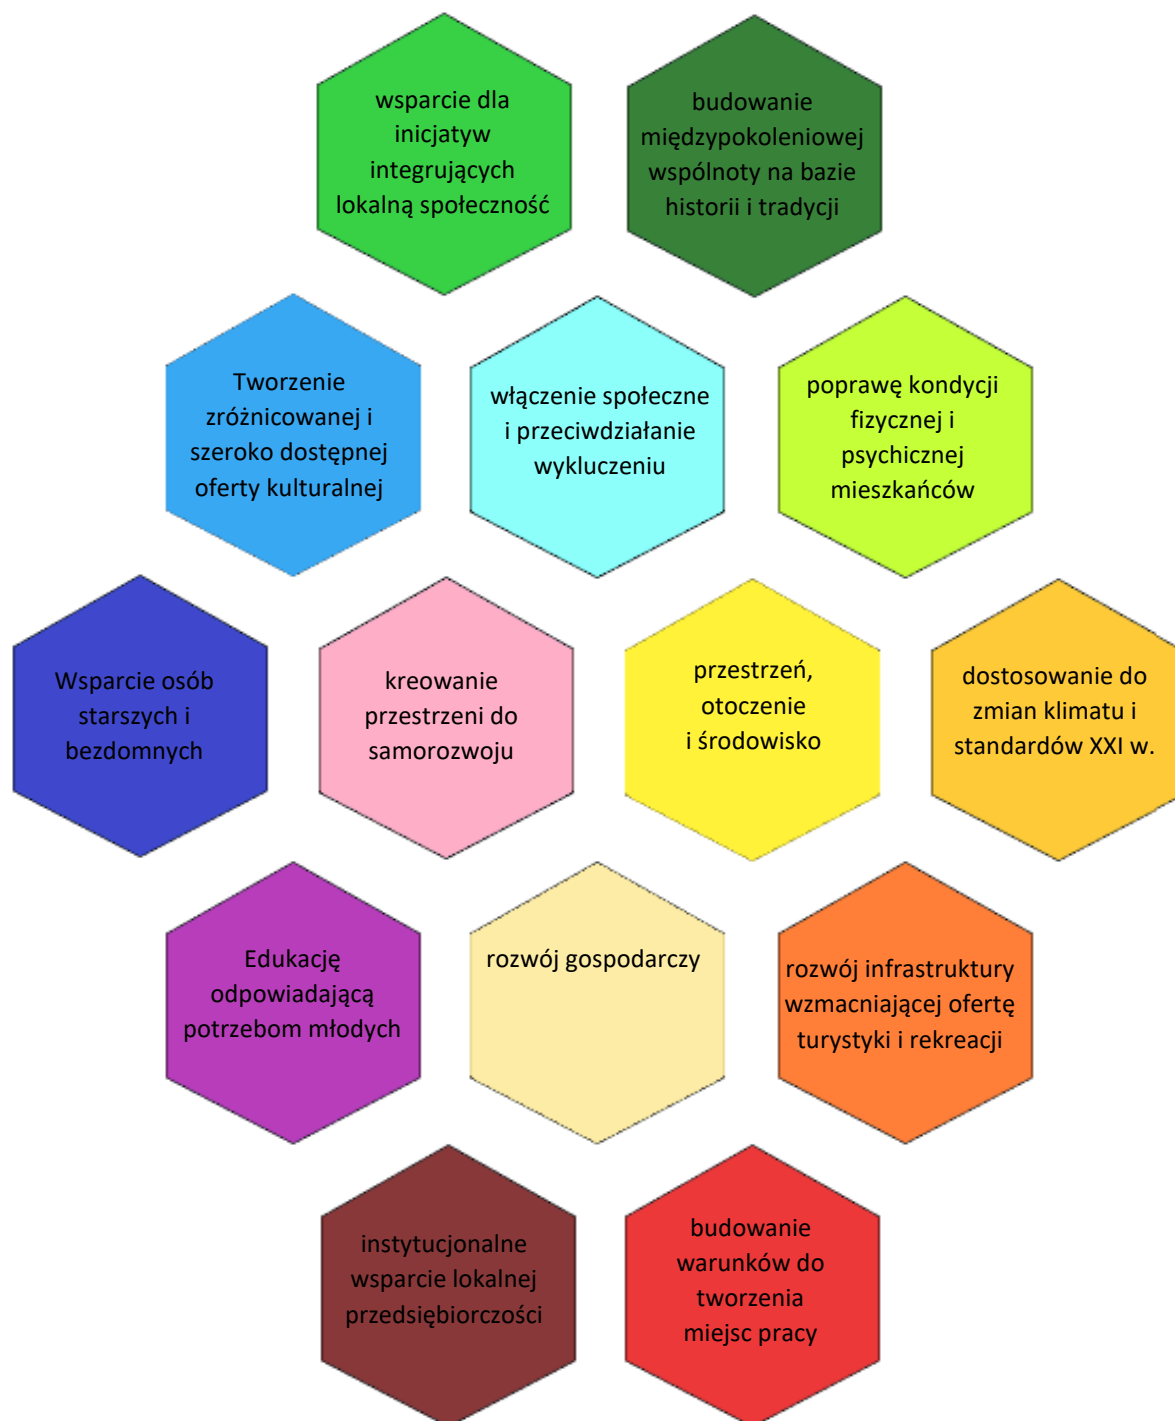 wsparcie dla
inicjatyw
integrujących
lokalną społeczność
budowanie
międzypokoleniowej
wspólnoty na bazie
historii i tradycji
Tworzenie
zróżnicowanej i
szeroko dostępnej
oferty kulturalnej
włączenie społeczne
i przeciwdziałanie
wykluczeniu
poprawę kondycji
fizycznej i
psychicznej
mieszkańców
Wsparcie osób
starszych i
bezdomnych
kreowanie
przestrzeni do
samorozwoju
przestrzeń,
otoczenie
i środowisko
dostosowanie do
zmian klimatu i
standardów XXI w.
Edukację
odpowiadającą
potrzebom młodych
rozwój gospodarczy
rozwój infrastruktury
wzmacniającej ofertę
turystyki i rekreacji
instytucjonalne
wsparcie lokalnej
przedsiębiorczości
budowanie
warunków do
tworzenia
miejsc pracy